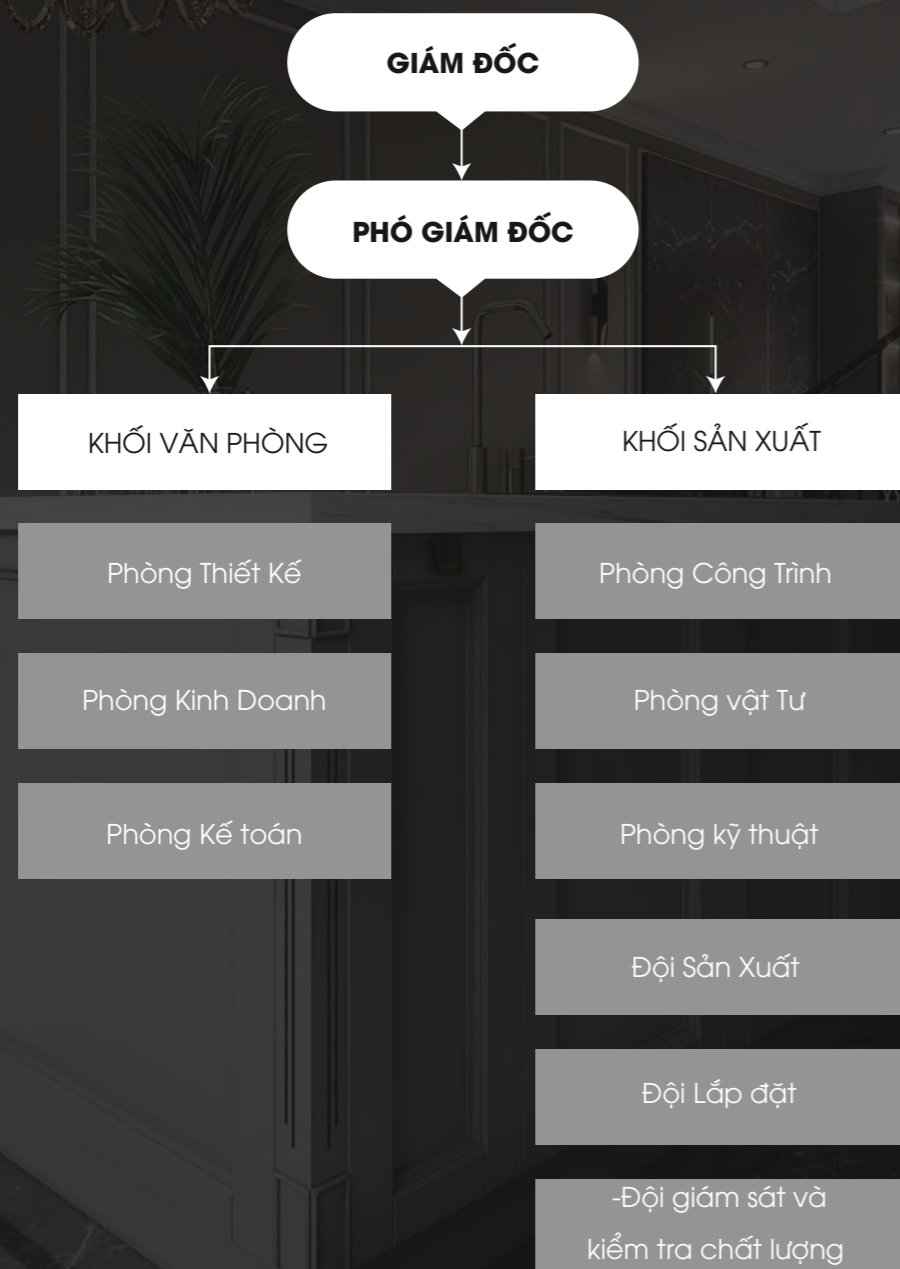 GIÁM ĐỐC
PHÓ GIÁM ĐỐC
KHỐI VĂN PHÒNG
Phòng Thiết Kế
Phòng Kinh Doanh
Phòng Kế toán
KHỐI SẢN XUẤT
Phòng Công Trình
Phòng vật Tư
Phòng kỹ thuật
Đội Sản Xuất
Đội Lắp đặt
-Đội giám sát và
kiểm tra chất lượng